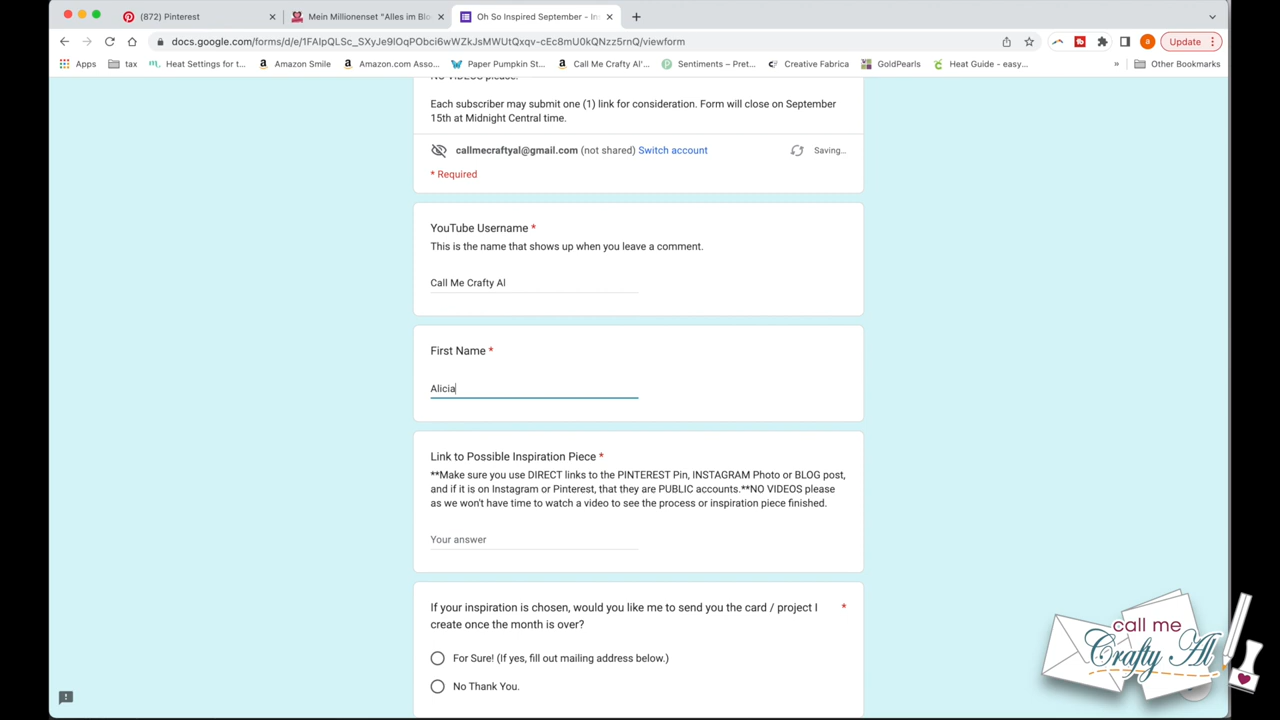 (872) Pinterest
Mein Millionenset "Alles im Blo
Oh So Inspired September - In
docs.google.com/forms/d/e/1FAIpQLSc_SXyJe9lOqPObci6wWZkJsMWUtQxqv-cEc8mU0kQNzz5rnQ/viewform
Update
Apps
tax
Heat Settings for t...
Amazon Smile
Amazon.com Asso...
Paper Pumpkin St...
Call Me Crafty Al'...
Sentiments – Pret...
Creative Fabrica
GoldPearls
Heat Guide - easy...
»
Other Bookmarks
NO VIDEOS please.
Each subscriber may submit one (1) link for consideration. Form will close on September
15th at Midnight Central time.
callmecraftyal@gmail.com (not shared) Switch account
Saving...
* Required
YouTube Username *
This is the name that shows up when you leave a comment.
Call Me Crafty Al
First Name *
Alicia
Link to Possible Inspiration Piece *
**Make sure you use DIRECT links to the PINTEREST Pin, INSTAGRAM Photo or BLOG post,
and if it is on Instagram or Pinterest, that they are PUBLIC accounts.**NO VIDEOS please
as we won't have time to watch a video to see the process or inspiration piece finished.
Your answer
If your inspiration is chosen, would you like me to send you the card / project I *
create once the month is over?
For Sure! (If yes, fill out mailing address below.)
No Thank You.
call me
Crafty Al